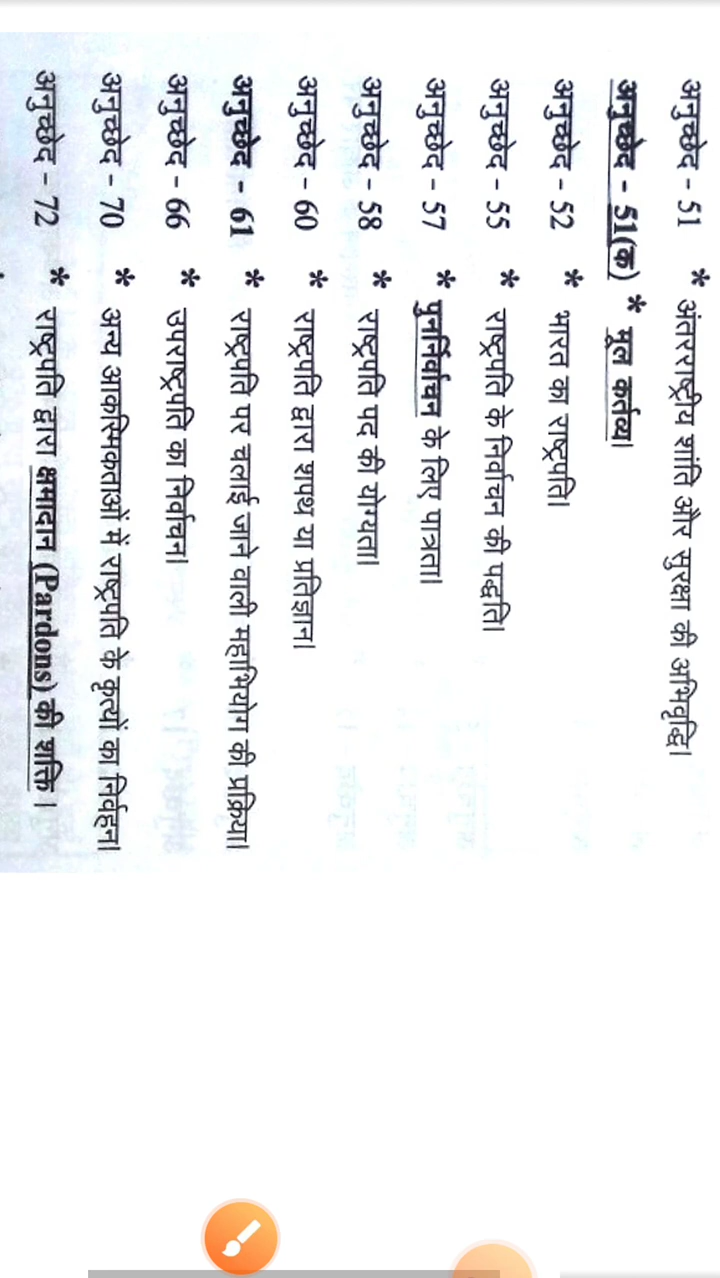 अनुच्छेद - 51 * अंतरराष्ट्रीय शांति और सुरक्षा की अभिवृद्धि।
अनुच्छेद - 51(क) * मूल कर्तव्य।
अनुच्छेद - 52 * भारत का राष्ट्रपति।
अनुच्छेद - 55 * राष्ट्रपति के निर्वाचन की पद्धति।
अनुच्छेद - 57 * पुनर्निर्वाचन के लिए पात्रता।
अनुच्छेद - 58 * राष्ट्रपति पद की योग्यता।
अनुच्छेद - 60 * राष्ट्रपति द्वारा शपथ या प्रतिज्ञान।
अनुच्छेद - 61 * राष्ट्रपति पर चलाई जाने वाली महाभियोग की प्रक्रिया।
अनुच्छेद - 66 * उपराष्ट्रपति का निर्वाचन।
अनुच्छेद - 70 * अन्य आकस्मिकताओं में राष्ट्रपति के कृत्यों का निर्वहन।
अनुच्छेद - 72 * राष्ट्रपति द्वारा क्षमादान (Pardons) की शक्ति।